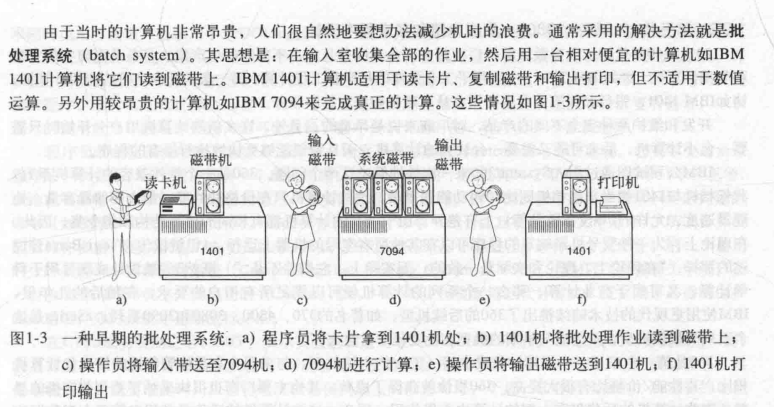 由于当时的计算机非常昂贵，人们很自然地要想办法减少机时的浪费。通常采用的解决方法就是批
处理系统（batch system）。其思想是：在输入室收集全部的作业，然后用一台相对便宜的计算机如IBM
1401计算机将它们读到磁带上。IBM 1401计算机适用于读卡片、复制磁带和输出打印，但不适用于数值
运算。另外用较昂贵的计算机如IBM 7094来完成真正的计算。这些情况如图1-3所示。
读卡机
磁带机
输入
磁带
系统磁带
输出
磁带
打印机
1401
7094
1401
a)
b)
c)
d)
e)
f)
图1-3 一种早期的批处理系统：a) 程序员将卡片拿到1401机处；b) 1401机将批处理作业读到磁带上；
c) 操作员将输入带送至7094机；d) 7094机进行计算；e) 操作员将输出磁带送到1401机；f) 1401机打
印输出